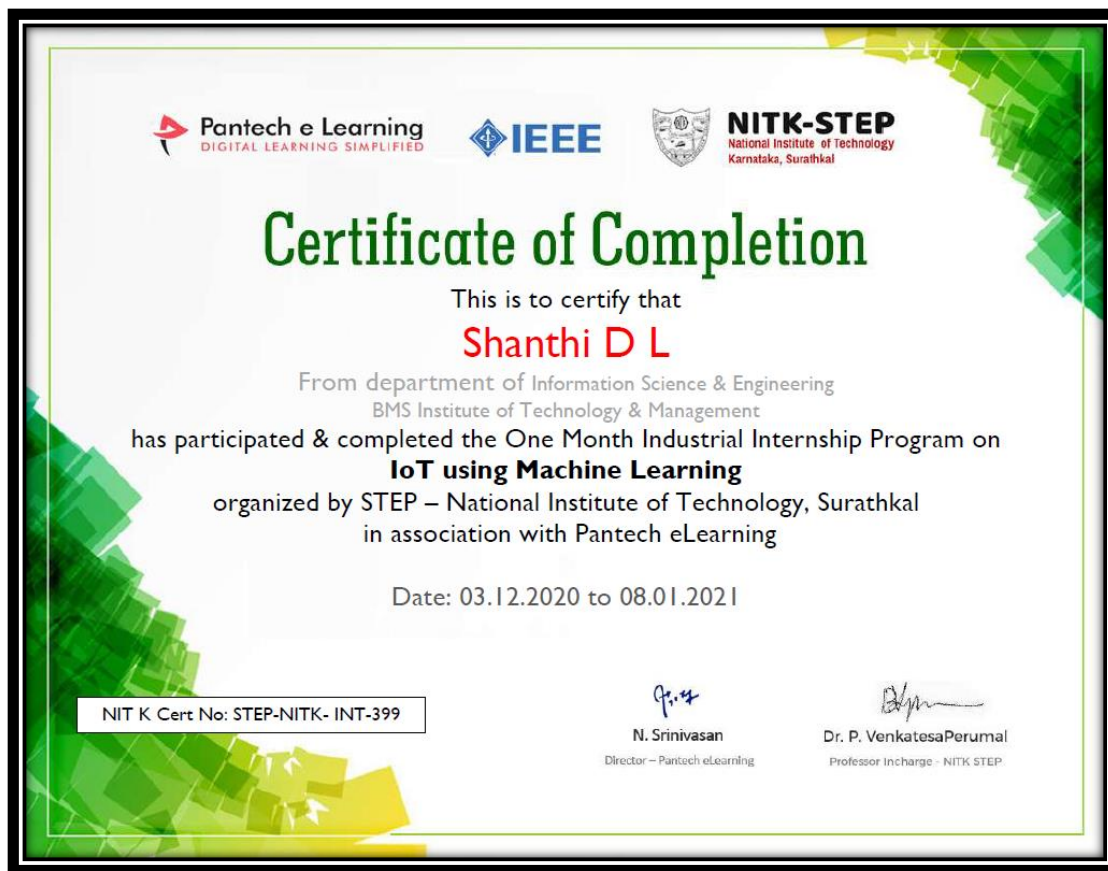 Pantech e Learning
DIGITAL LEARNING SIMPLIFIED
IEEE
NITK-STEP
National Institute of Technology
Karnataka, Surathkal
Certificate of Completion
This is to certify that
Shanthi D L
From department of Information Science & Engineering
BMS Institute of Technology & Management
has participated & completed the One Month Industrial Internship Program on
IoT using Machine Learning
organized by STEP – National Institute of Technology, Surathkal
in association with Pantech eLearning
Date: 03.12.2020 to 08.01.2021
NIT K Cert No: STEP-NITK- INT-399
N. Srinivasan
Director – Pantech eLearning
Dr. P. VenkatesaPerumal
Professor Incharge - NITK STEP